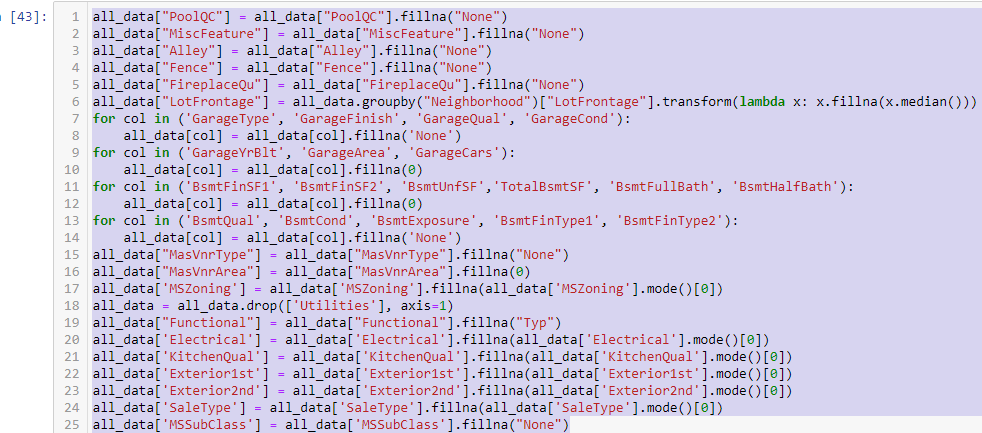 [43]:
1 all_data["PoolQC"] = all_data["PoolQC"].fillna("None")
2 all_data["MiscFeature"] = all_data["MiscFeature"].fillna("None")
3 all_data["Alley"] = all_data["Alley"].fillna("None")
4 all_data["Fence"] = all_data["Fence"].fillna("None")
5 all_data["FireplaceQu"] = all_data["FireplaceQu"].fillna("None")
6 all_data["LotFrontage"] = all_data.groupby("Neighborhood")["LotFrontage"].transform(lambda x: x.fillna(x.median()))
7 for col in ('GarageType', 'GarageFinish', 'GarageQual', 'GarageCond'):
8     all_data[col] = all_data[col].fillna('None')
9 for col in ('GarageYrBlt', 'GarageArea', 'GarageCars'):
10     all_data[col] = all_data[col].fillna(0)
11 for col in ('BsmtFinSF1', 'BsmtFinSF2', 'BsmtUnfSF','TotalBsmtSF', 'BsmtFullBath', 'BsmtHalfBath'):
12     all_data[col] = all_data[col].fillna(0)
13 for col in ('BsmtQual', 'BsmtCond', 'BsmtExposure', 'BsmtFinType1', 'BsmtFinType2'):
14     all_data[col] = all_data[col].fillna('None')
15 all_data["MasVnrType"] = all_data["MasVnrType"].fillna("None")
16 all_data["MasVnrArea"] = all_data["MasVnrArea"].fillna(0)
17 all_data['MSZoning'] = all_data['MSZoning'].fillna(all_data['MSZoning'].mode()[0])
18 all_data = all_data.drop(['Utilities'], axis=1)
19 all_data["Functional"] = all_data["Functional"].fillna("Typ")
20 all_data['Electrical'] = all_data['Electrical'].fillna(all_data['Electrical'].mode()[0])
21 all_data['KitchenQual'] = all_data['KitchenQual'].fillna(all_data['KitchenQual'].mode()[0])
22 all_data['Exterior1st'] = all_data['Exterior1st'].fillna(all_data['Exterior1st'].mode()[0])
23 all_data['Exterior2nd'] = all_data['Exterior2nd'].fillna(all_data['Exterior2nd'].mode()[0])
24 all_data['SaleType'] = all_data['SaleType'].fillna(all_data['SaleType'].mode()[0])
25 all_data['MSSubClass'] = all_data['MSSubClass'].fillna("None")